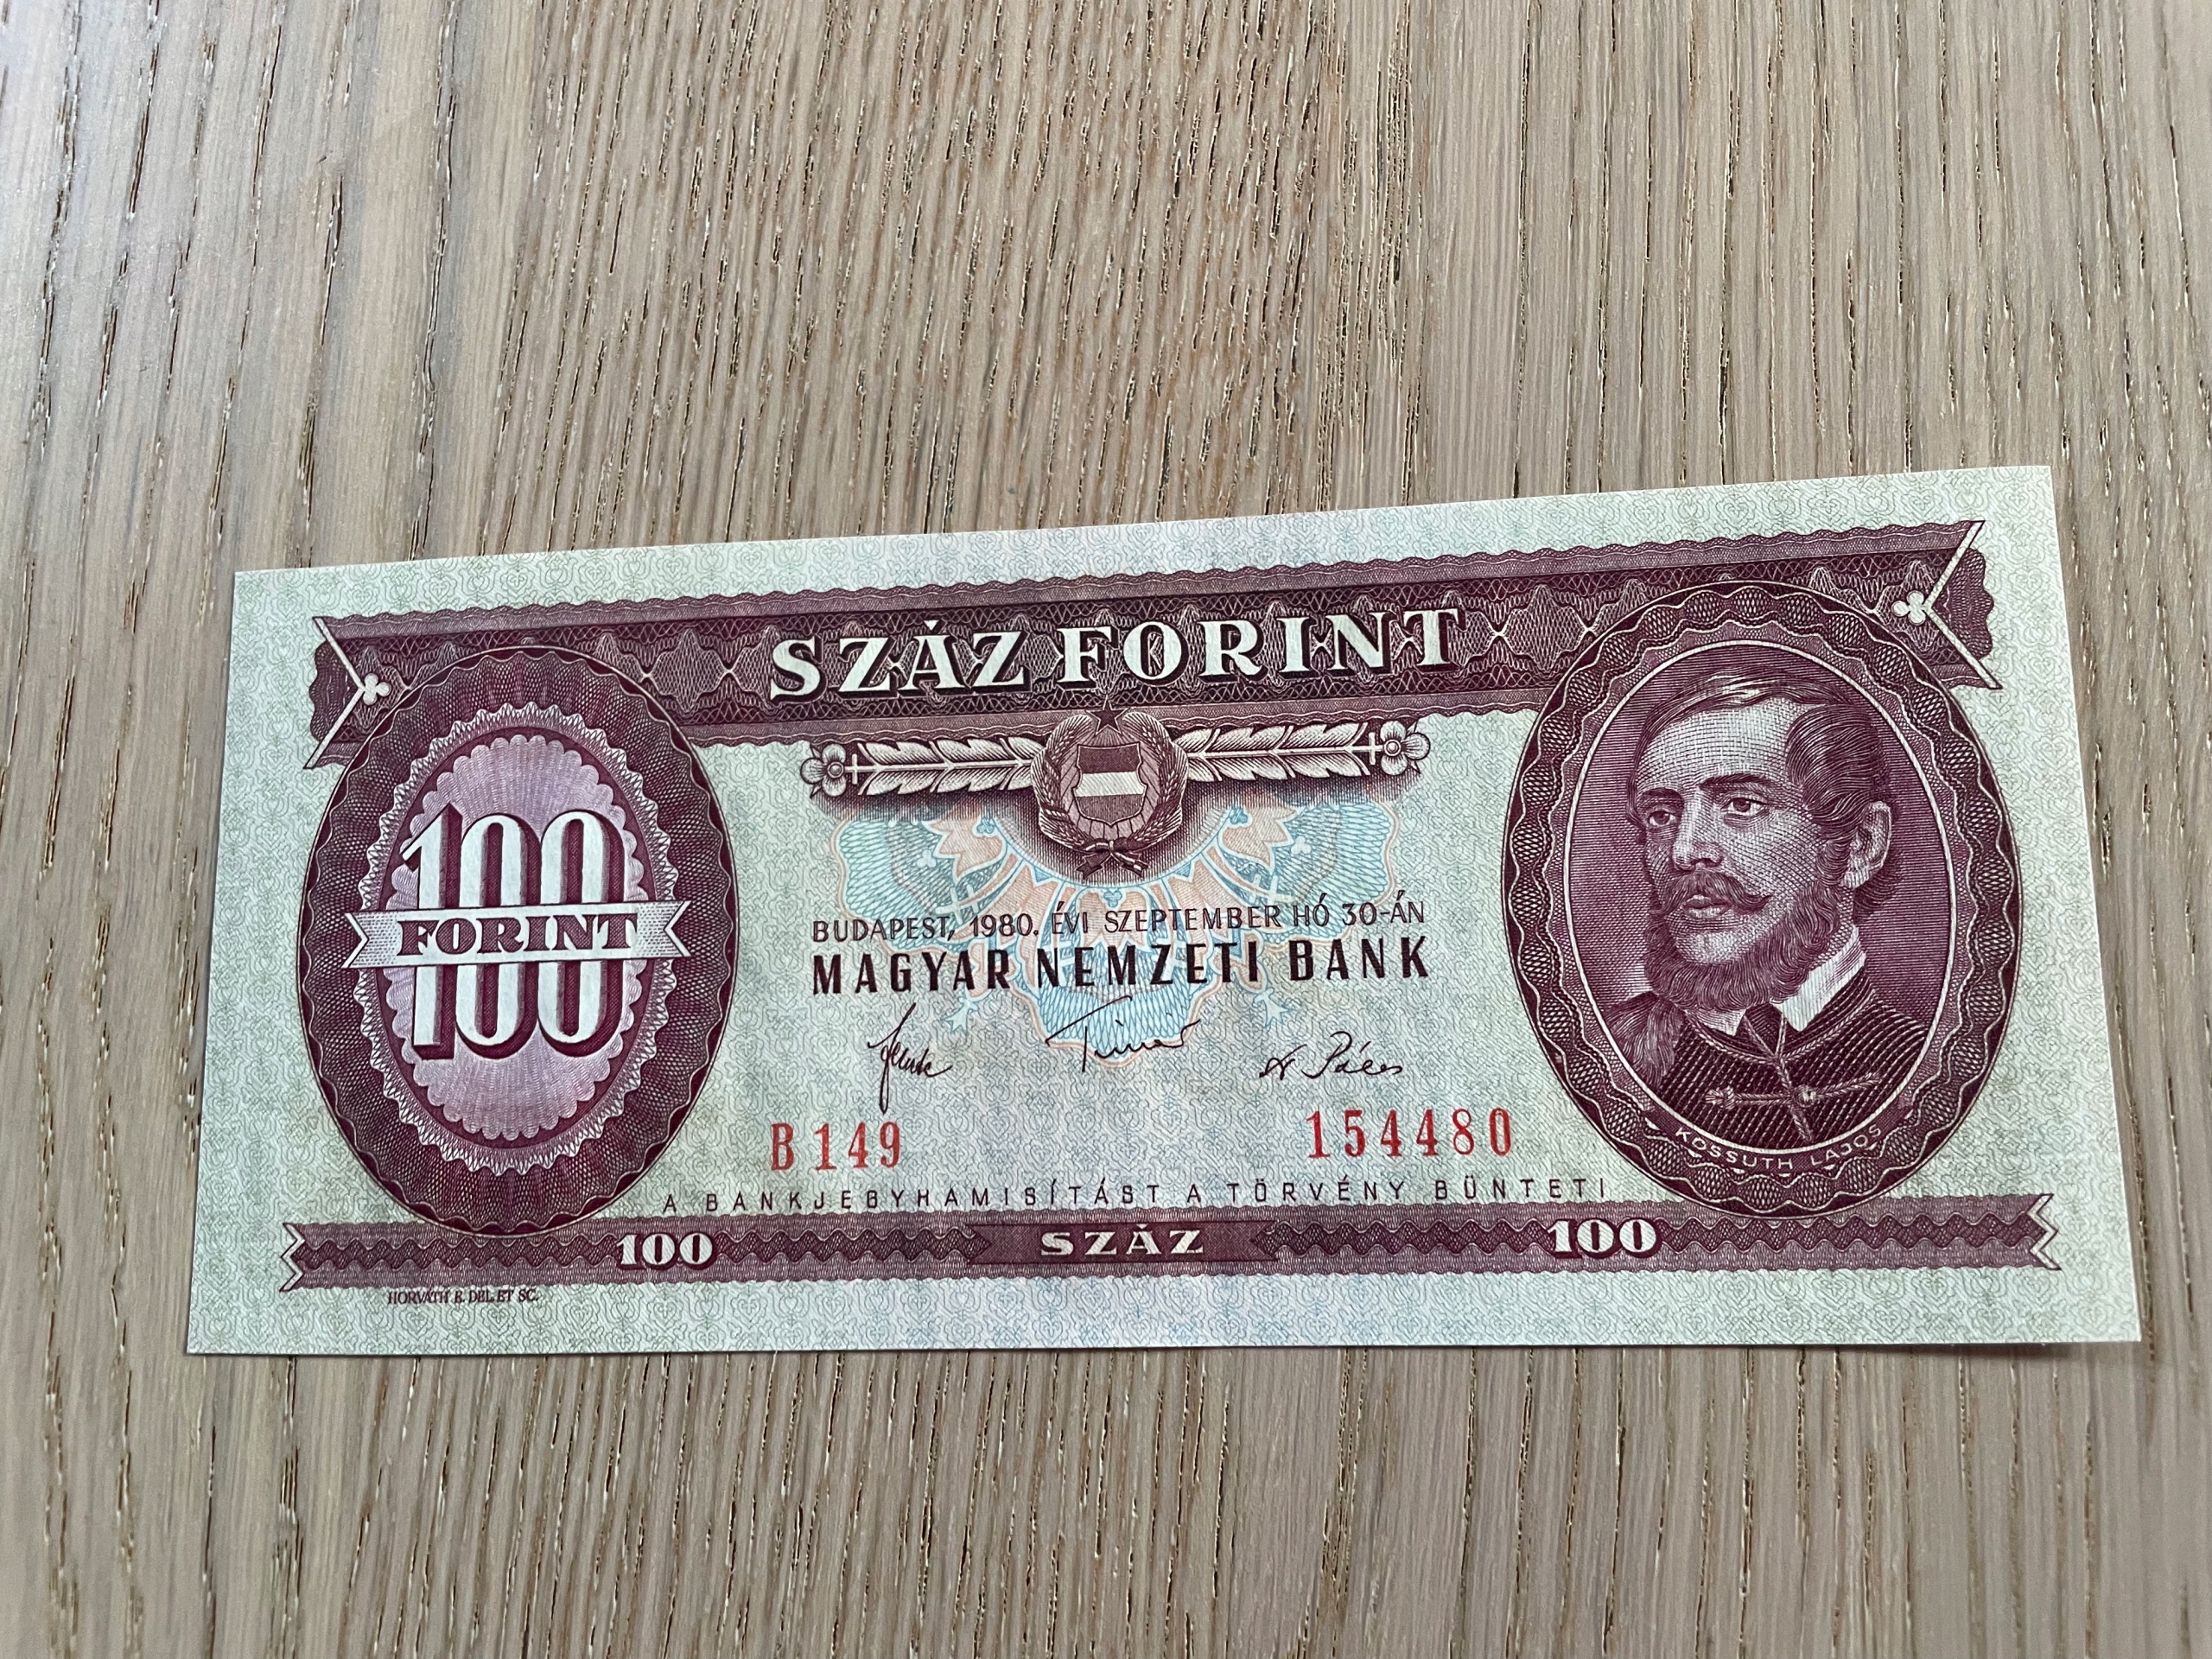 SZÁZ FORINT
100
FORINT
BUDAPEST, 1980. ÉVI SZEPTEMBER HÓ 30-ÁN
MAGYAR NEMZETI BANK
B 149
154480
KOSSUTH LAJOS
A BANKJEGYHAMISÍTÁST A TÖRVÉNY BÜNTETI
100
SZÁZ
100
HORVÁTH E. DEL. ET SC.